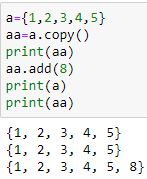 a={1,2,3,4,5}
aa=a.copy()
print(aa)
aa.add(8)
print(a)
print(aa)
{1, 2, 3, 4, 5}
{1, 2, 3, 4, 5}
{1, 2, 3, 4, 5, 8}